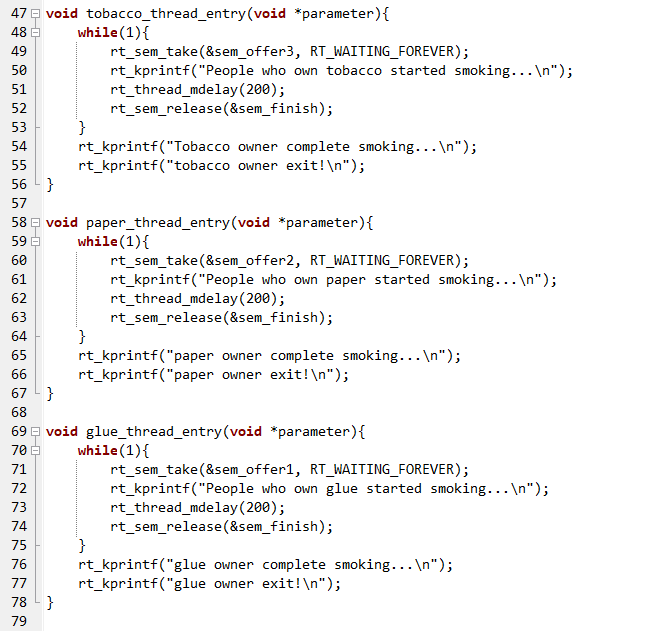 47 void tobacco_thread_entry(void *parameter){
48     while(1){
49         rt_sem_take(&sem_offer3, RT_WAITING_FOREVER);
50         rt_kprintf("People who own tobacco started smoking...\n");
51         rt_thread_mdelay(200);
52         rt_sem_release(&sem_finish);
53     }
54     rt_kprintf("Tobacco owner complete smoking...\n");
55     rt_kprintf("tobacco owner exit!\n");
56 }
57
58 void paper_thread_entry(void *parameter){
59     while(1){
60         rt_sem_take(&sem_offer2, RT_WAITING_FOREVER);
61         rt_kprintf("People who own paper started smoking...\n");
62         rt_thread_mdelay(200);
63         rt_sem_release(&sem_finish);
64     }
65     rt_kprintf("paper owner complete smoking...\n");
66     rt_kprintf("paper owner exit!\n");
67 }
68
69 void glue_thread_entry(void *parameter){
70     while(1){
71         rt_sem_take(&sem_offer1, RT_WAITING_FOREVER);
72         rt_kprintf("People who own glue started smoking...\n");
73         rt_thread_mdelay(200);
74         rt_sem_release(&sem_finish);
75     }
76     rt_kprintf("glue owner complete smoking...\n");
77     rt_kprintf("glue owner exit!\n");
78 }
79